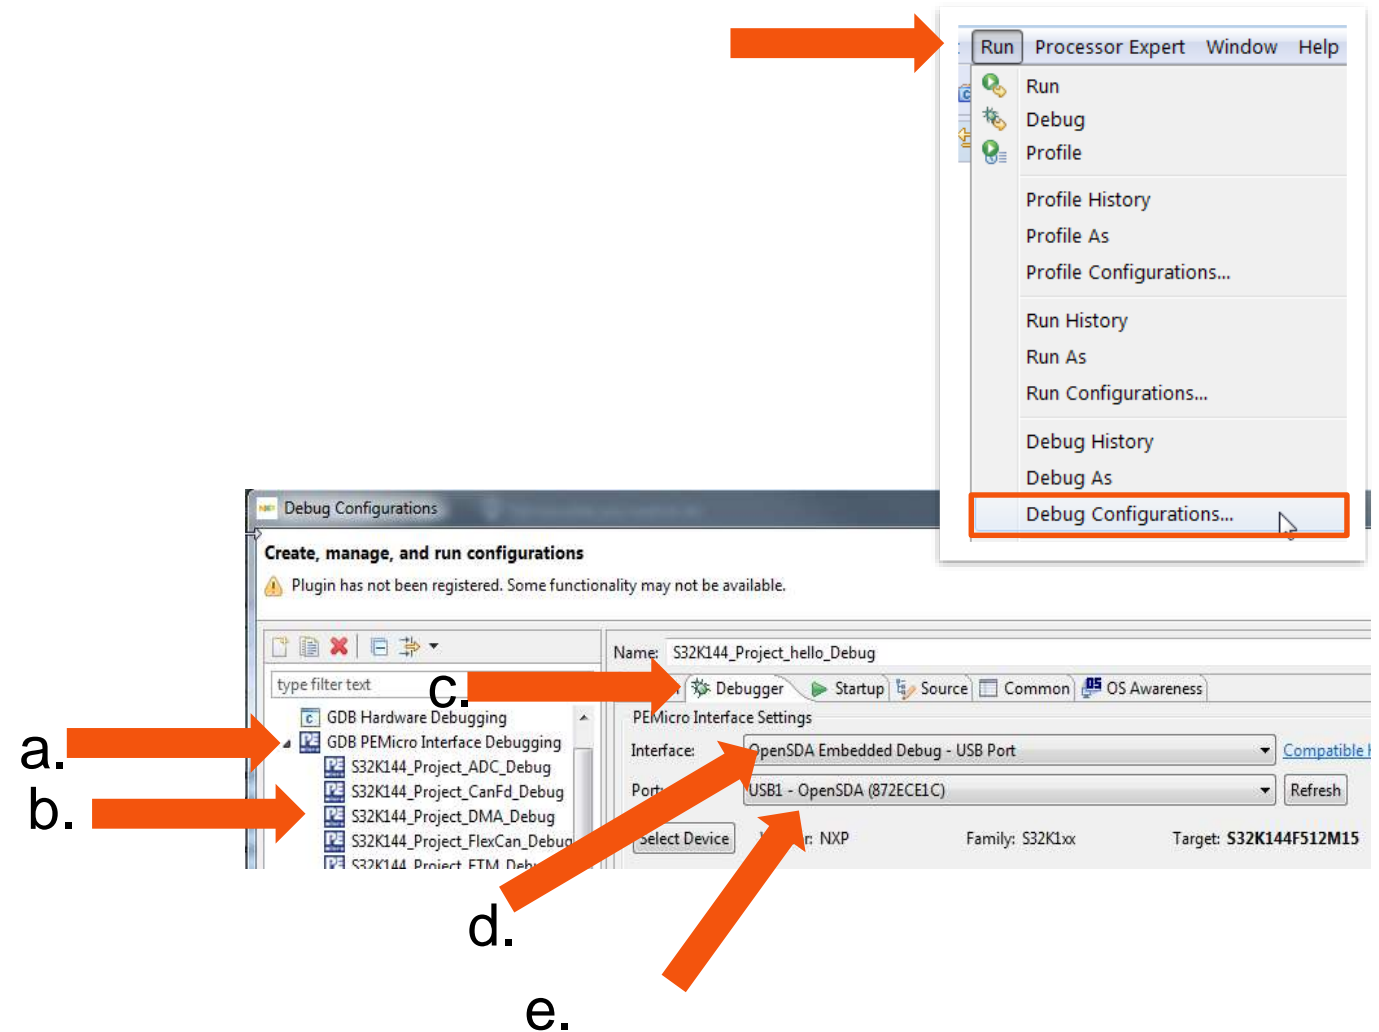 Run Processor Expert Window Help
Run
Debug
Profile
Profile History
Profile As
Profile Configurations...
Run History
Run As
Run Configurations...
Debug History
Debug As
Debug Configurations...
Debug Configurations
Create, manage, and run configurations
Plugin has not been registered. Some functionality may not be available.
Name: S32K144_Project_hello_Debug
type filter text
c.
Debugger Startup Source Common OS Awareness
GDB Hardware Debugging
PEMicro Interface Settings
a.
GDB PEMicro Interface Debugging
Interface: OpenSDA Embedded Debug - USB Port Compatible
S32K144_Project_ADC_Debug
b.
S32K144_Project_CanFd_Debug
Port: USB1 - OpenSDA (872ECE1C) Refresh
S32K144_Project_DMA_Debug
S32K144_Project_FlexCan_Debug
Select Device NXP Family: S32K1xx Target: S32K144F512M15
S32K144_Project_FTM_Debug
d.
e.